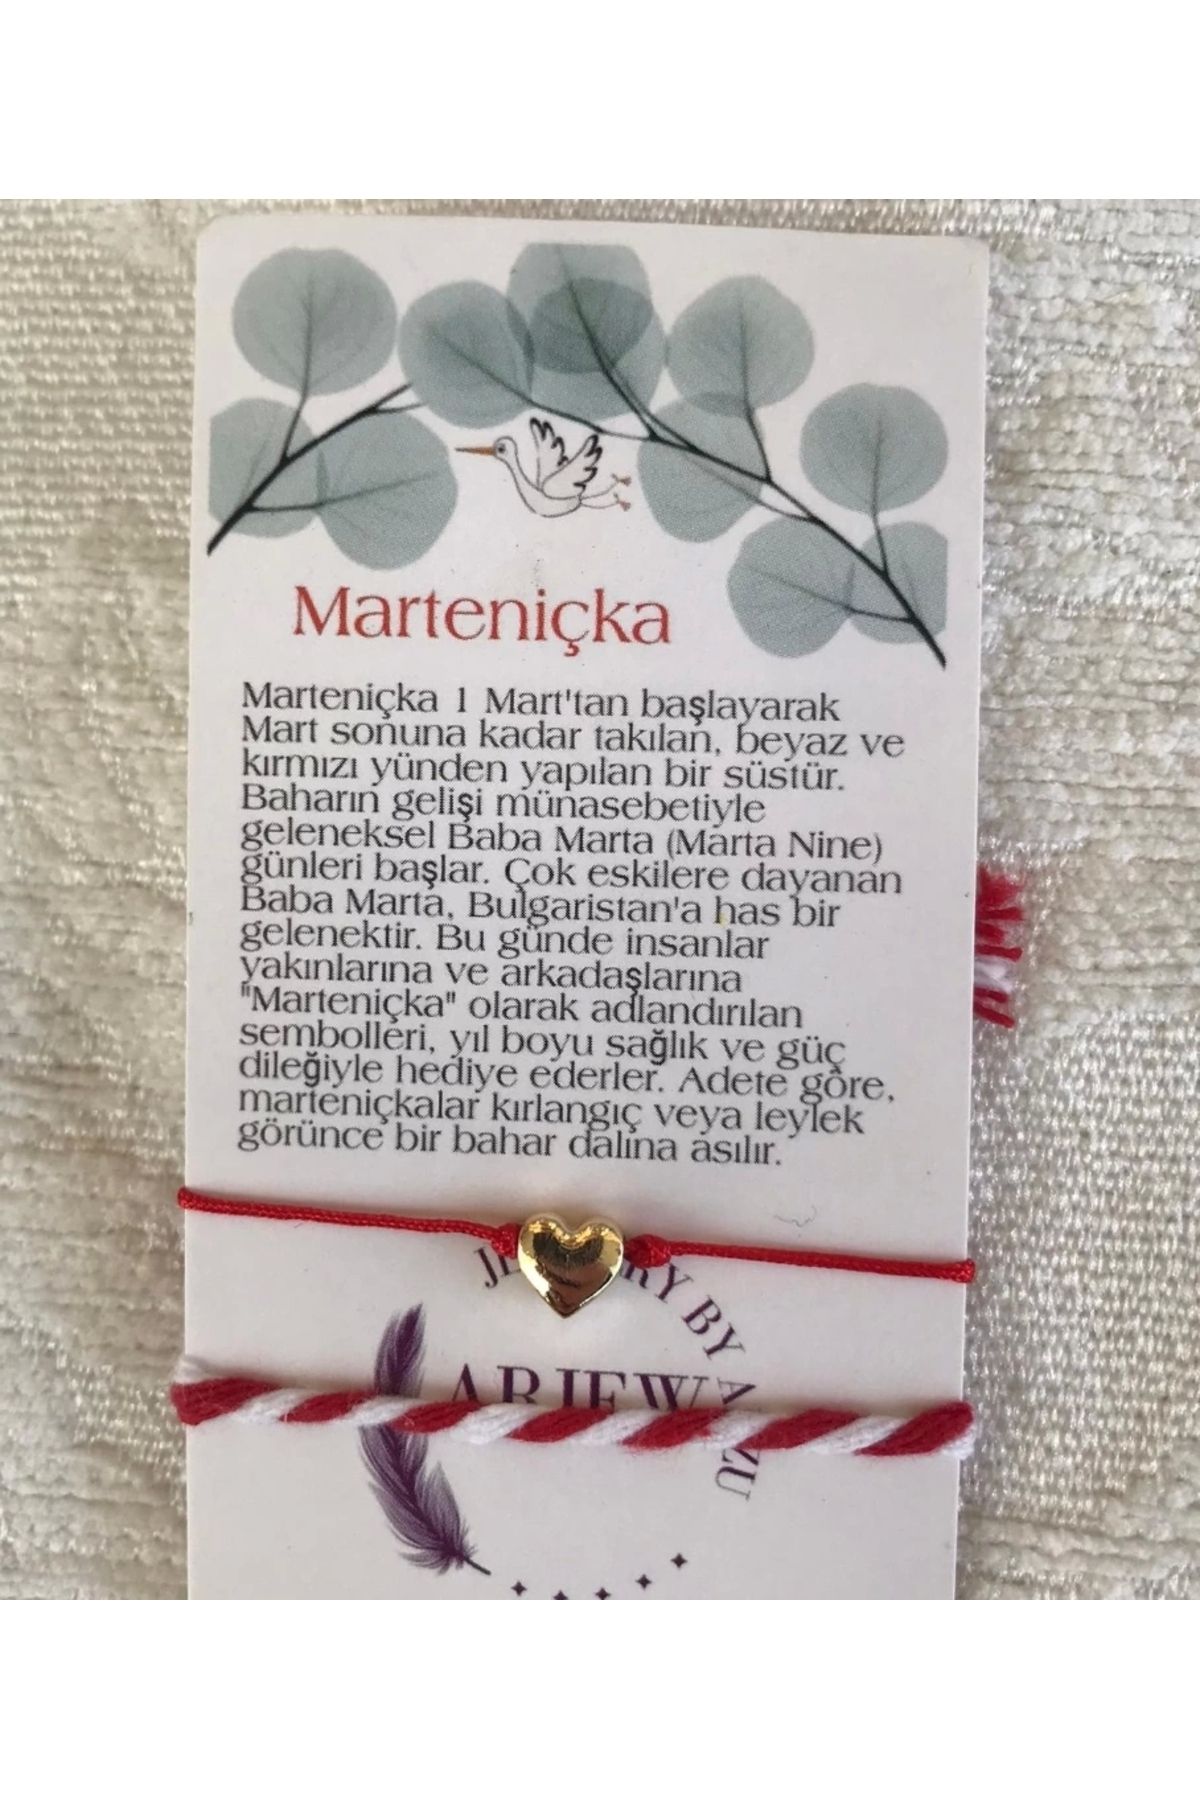 Marteniçka
Marteniçka 1 Mart'tan başlayarak
Mart sonuna kadar takılan, beyaz ve
kırmızı yünden yapılan bir süstür.
Baharın gelişi münasebetiyle
geleneksel Baba Marta (Marta Nine)
günleri başlar. Çok eskilere dayanan
Baba Marta, Bulgaristan'a has bir
gelenektir. Bu günde insanlar
yakınlarına ve arkadaşlarına
"Marteniçka" olarak adlandırılan
sembolleri, yıl boyu sağlık ve güç
dileğiyle hediye ederler. Adete göre,
marteniçkalar kırlangıç veya leylek
görünce bir bahar dalına asılır.
BY